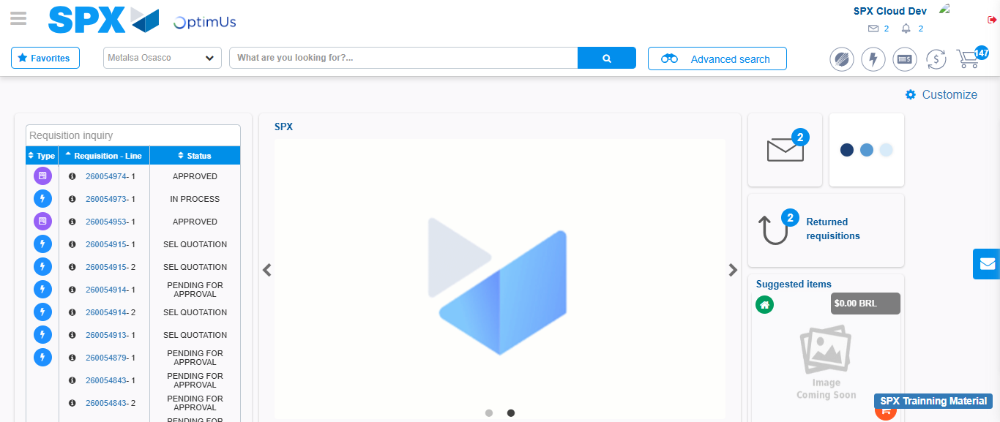 SPX
OptimUs
SPX Cloud Dev
2
2
Favorites
Metalsa Osasco
What are you looking for?...
Advanced search
$
$
147
Customize
Requisition inquiry
Type
Requisition - Line
Status
260054974- 1
APPROVED
260054973- 1
IN PROCESS
260054953- 1
APPROVED
260054915- 1
SEL QUOTATION
260054915- 2
SEL QUOTATION
260054914- 1
PENDING FOR
APPROVAL
260054914- 2
SEL QUOTATION
260054913- 1
SEL QUOTATION
260054879- 1
PENDING FOR
APPROVAL
260054843- 1
PENDING FOR
APPROVAL
260054843- 2
PENDING FOR
APPROVAL
PENDING FOR
SPX
2
2
Returned
requisitions
Suggested items
$0.00 BRL
Image
Coming Soon
SPX Trainning Material